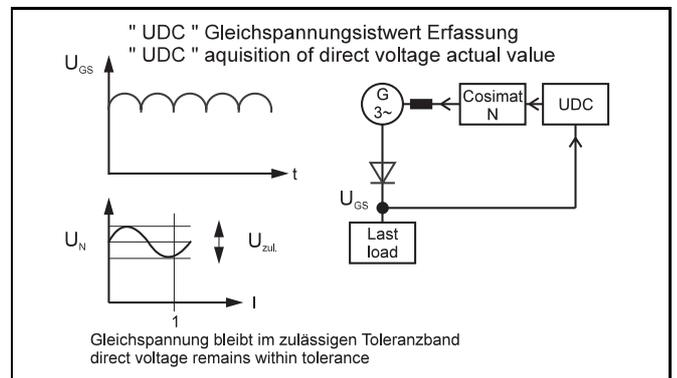 " UDC " Gleichspannungsistwert Erfassung
" UDC " aquisition of direct voltage actual value
UGS
t
G
3~
Cosimat
N
UDC
UGS
Last
load
UN
Uzul.
I
1
Gleichspannung bleibt im zulässigen Toleranzband
direct voltage remains within tolerance